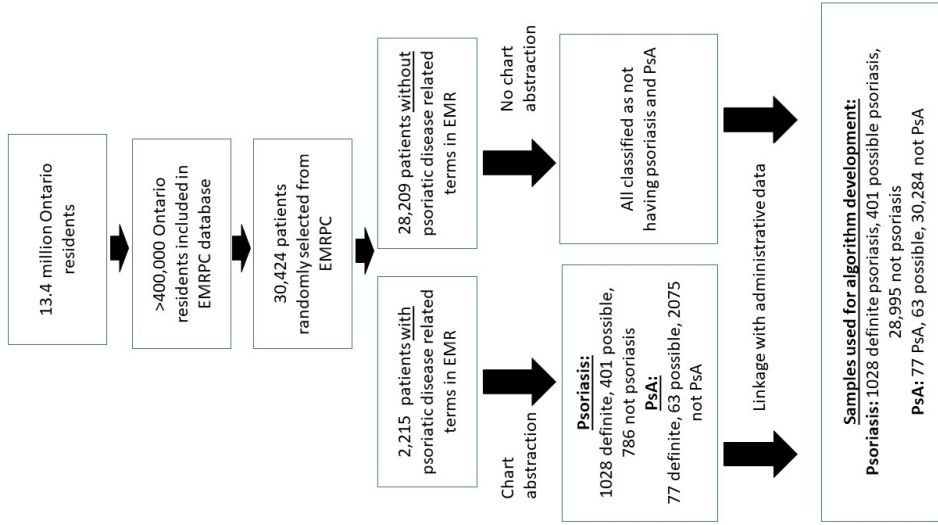 13.4 million Ontario
residents
>400,000 Ontario
residents included in
EMRPC database
30,424 patients
randomly selected from
EMRPC
2,215 patients with
psoriatic disease related
terms in EMR
28,209 patients without
psoriatic disease related
terms in EMR
Chart
abstraction
No chart
abstraction
Psoriasis:
1028 definite, 401 possible,
786 not psoriasis
PsA:
77 definite, 63 possible, 2075
not PsA
All classified as not
having psoriasis and PsA
Linkage with administrative data
Samples used for algorithm development:
Psoriasis: 1028 definite psoriasis, 401 possible psoriasis,
28,995 not psoriasis
PsA: 77 PsA, 63 possible, 30,284 not PsA